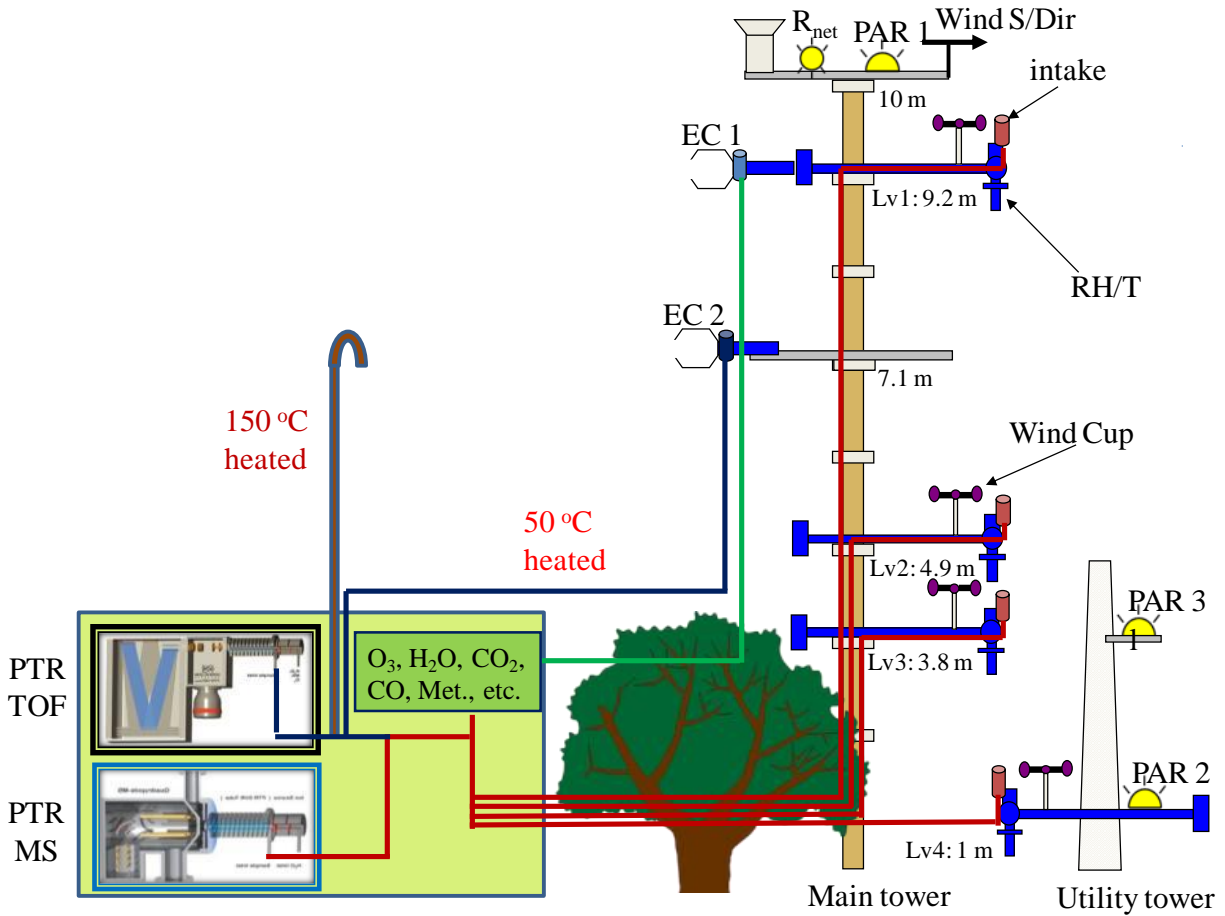 Wind S/Dir
R_net
PAR 1
intake
10 m
EC 1
Lv1: 9.2 m
RH/T
EC 2
7.1 m
150 °C
heated
Wind Cup
50 °C
heated
Lv2: 4.9 m
PAR 3
1
Lv3: 3.8 m
PTR
TOF
O₃, H₂O, CO₂,
CO, Met., etc.
PTR
MS
PAR 2
Lv4: 1 m
Main tower
Utility tower